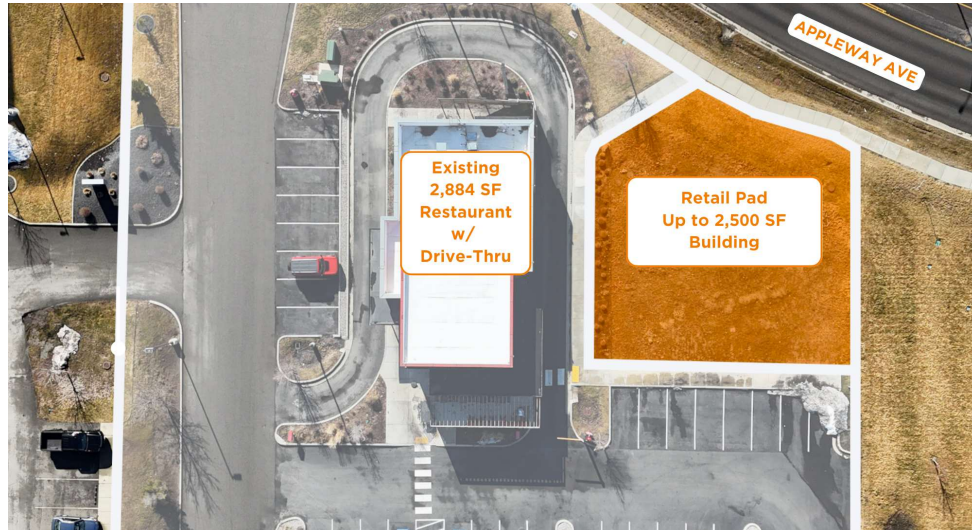 APPLEWAY AVE
Existing
2,884 SF
Restaurant
w/
Drive-Thru
Retail Pad
Up to 2,500 SF
Building